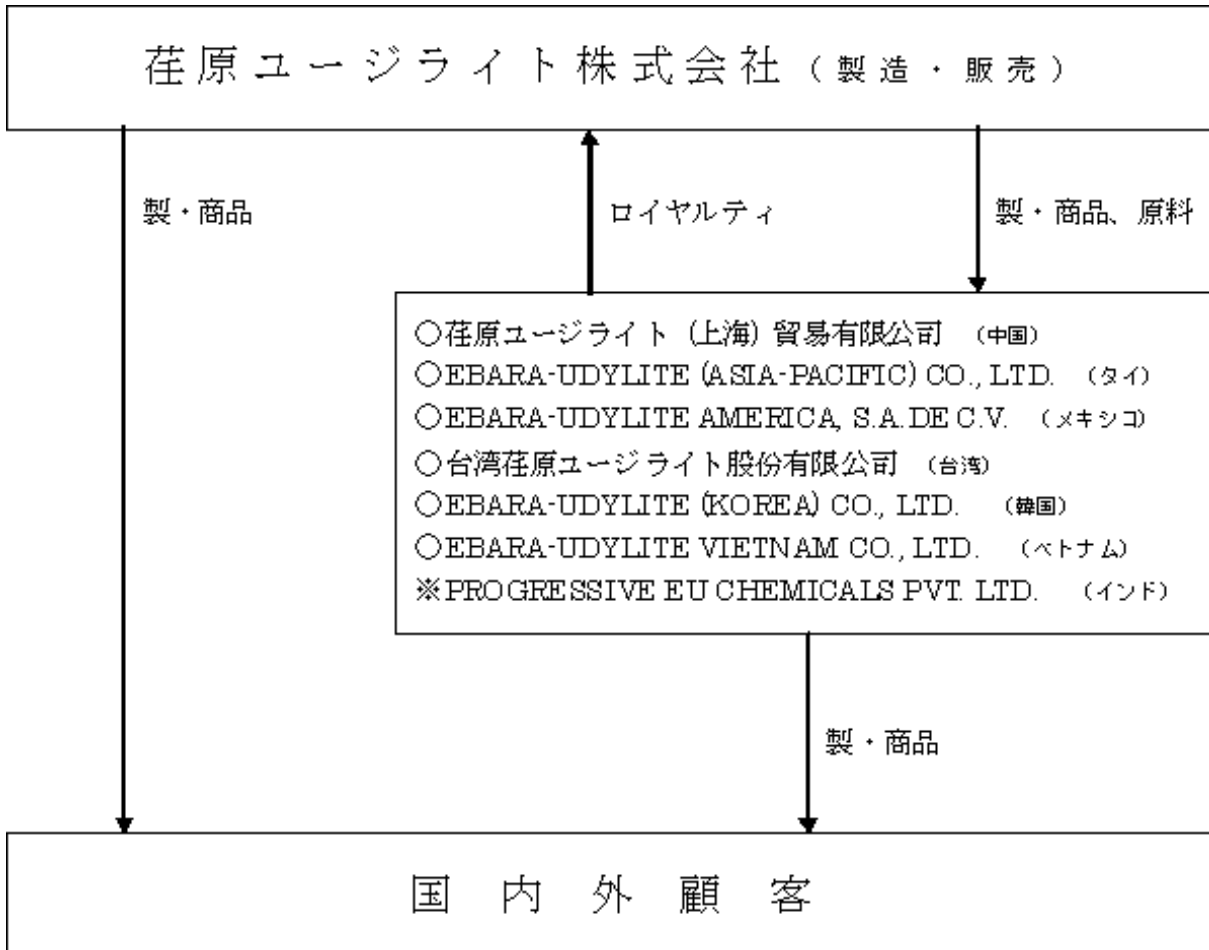 荏原ユージライト株式会社（製造・販売）
製・商品
ロイヤルティ
製・商品、原料
○荏原ユージライト（上海）貿易有限公司　（中国）
○EBARA-UDYLITE (ASIA-PACIFIC) CO., LTD.　（タイ）
○EBARA-UDYLITE AMERICA, S.A. DE C.V.　（メキシコ）
○台湾荏原ユージライト股份有限公司　（台湾）
○EBARA-UDYLITE (KOREA) CO., LTD.　（韓国）
○EBARA-UDYLITE VIETNAM CO., LTD.　（ベトナム）
※PROGRESSIVE EU CHEMICALS PVT. LTD.　（インド）
製・商品
国内外顧客